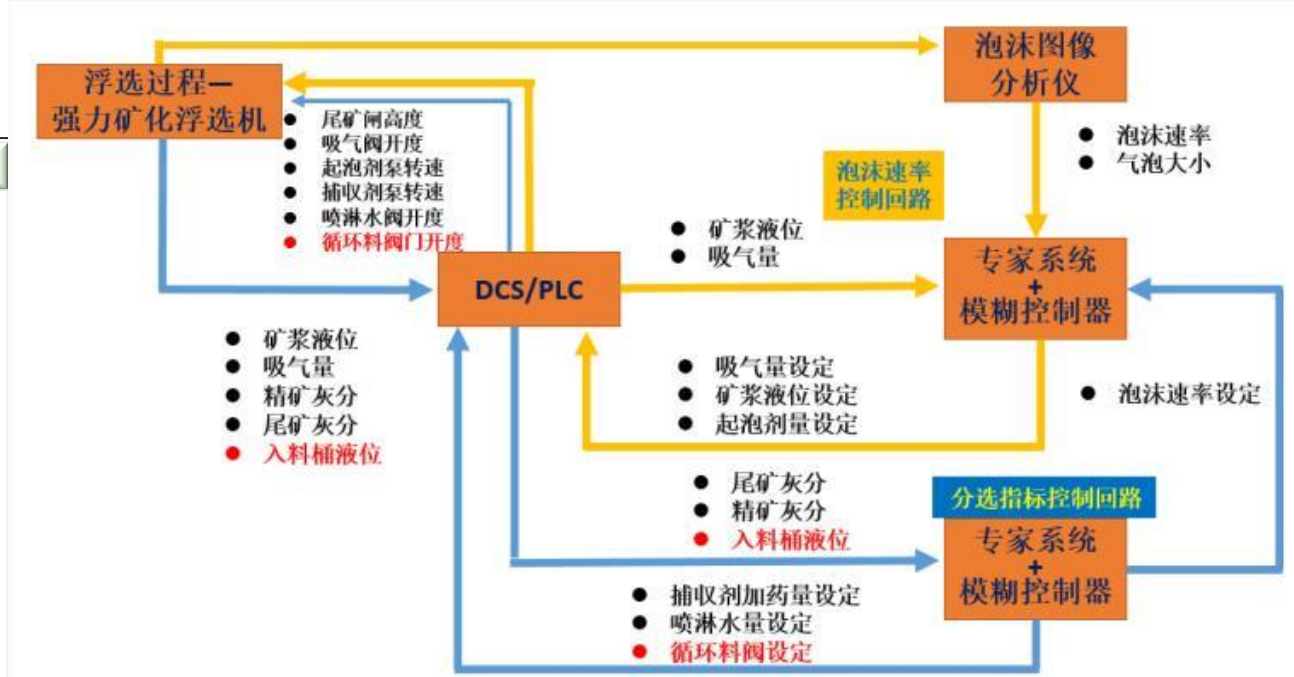 浮选过程—
强力矿化浮选机
泡沫图像
分析仪
● 尾矿闸高度
● 吸气阀开度
● 起泡剂泵转速
● 捕收剂泵转速
● 喷淋水阀开度
● 循环料阀门开度
● 泡沫速率
● 气泡大小
泡沫速率
控制回路
● 矿浆液位
● 吸气量
DCS/PLC
专家系统
+
模糊控制器
● 矿浆液位
● 吸气量
● 精矿灰分
● 尾矿灰分
● 入料桶液位
● 吸气量设定
● 矿浆液位设定
● 起泡剂量设定
● 泡沫速率设定
● 尾矿灰分
● 精矿灰分
● 入料桶液位
分选指标控制回路
专家系统
+
模糊控制器
● 捕收剂加药量设定
● 喷淋水量设定
● 循环料阀设定